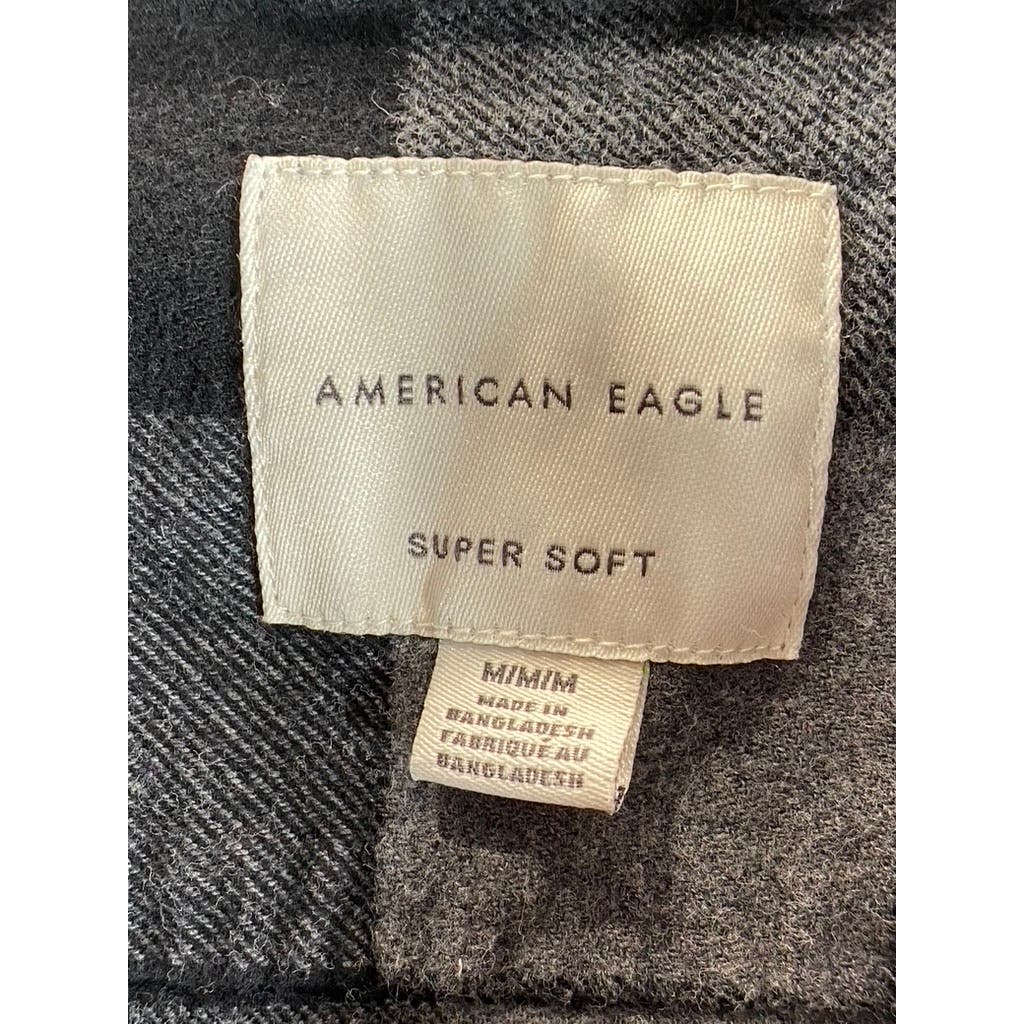 AMERICAN EAGLE
SUPER SOFT
M/M/M
MADE IN
BANGLADESH
FABRIQUÉ AU
BANGLADESH